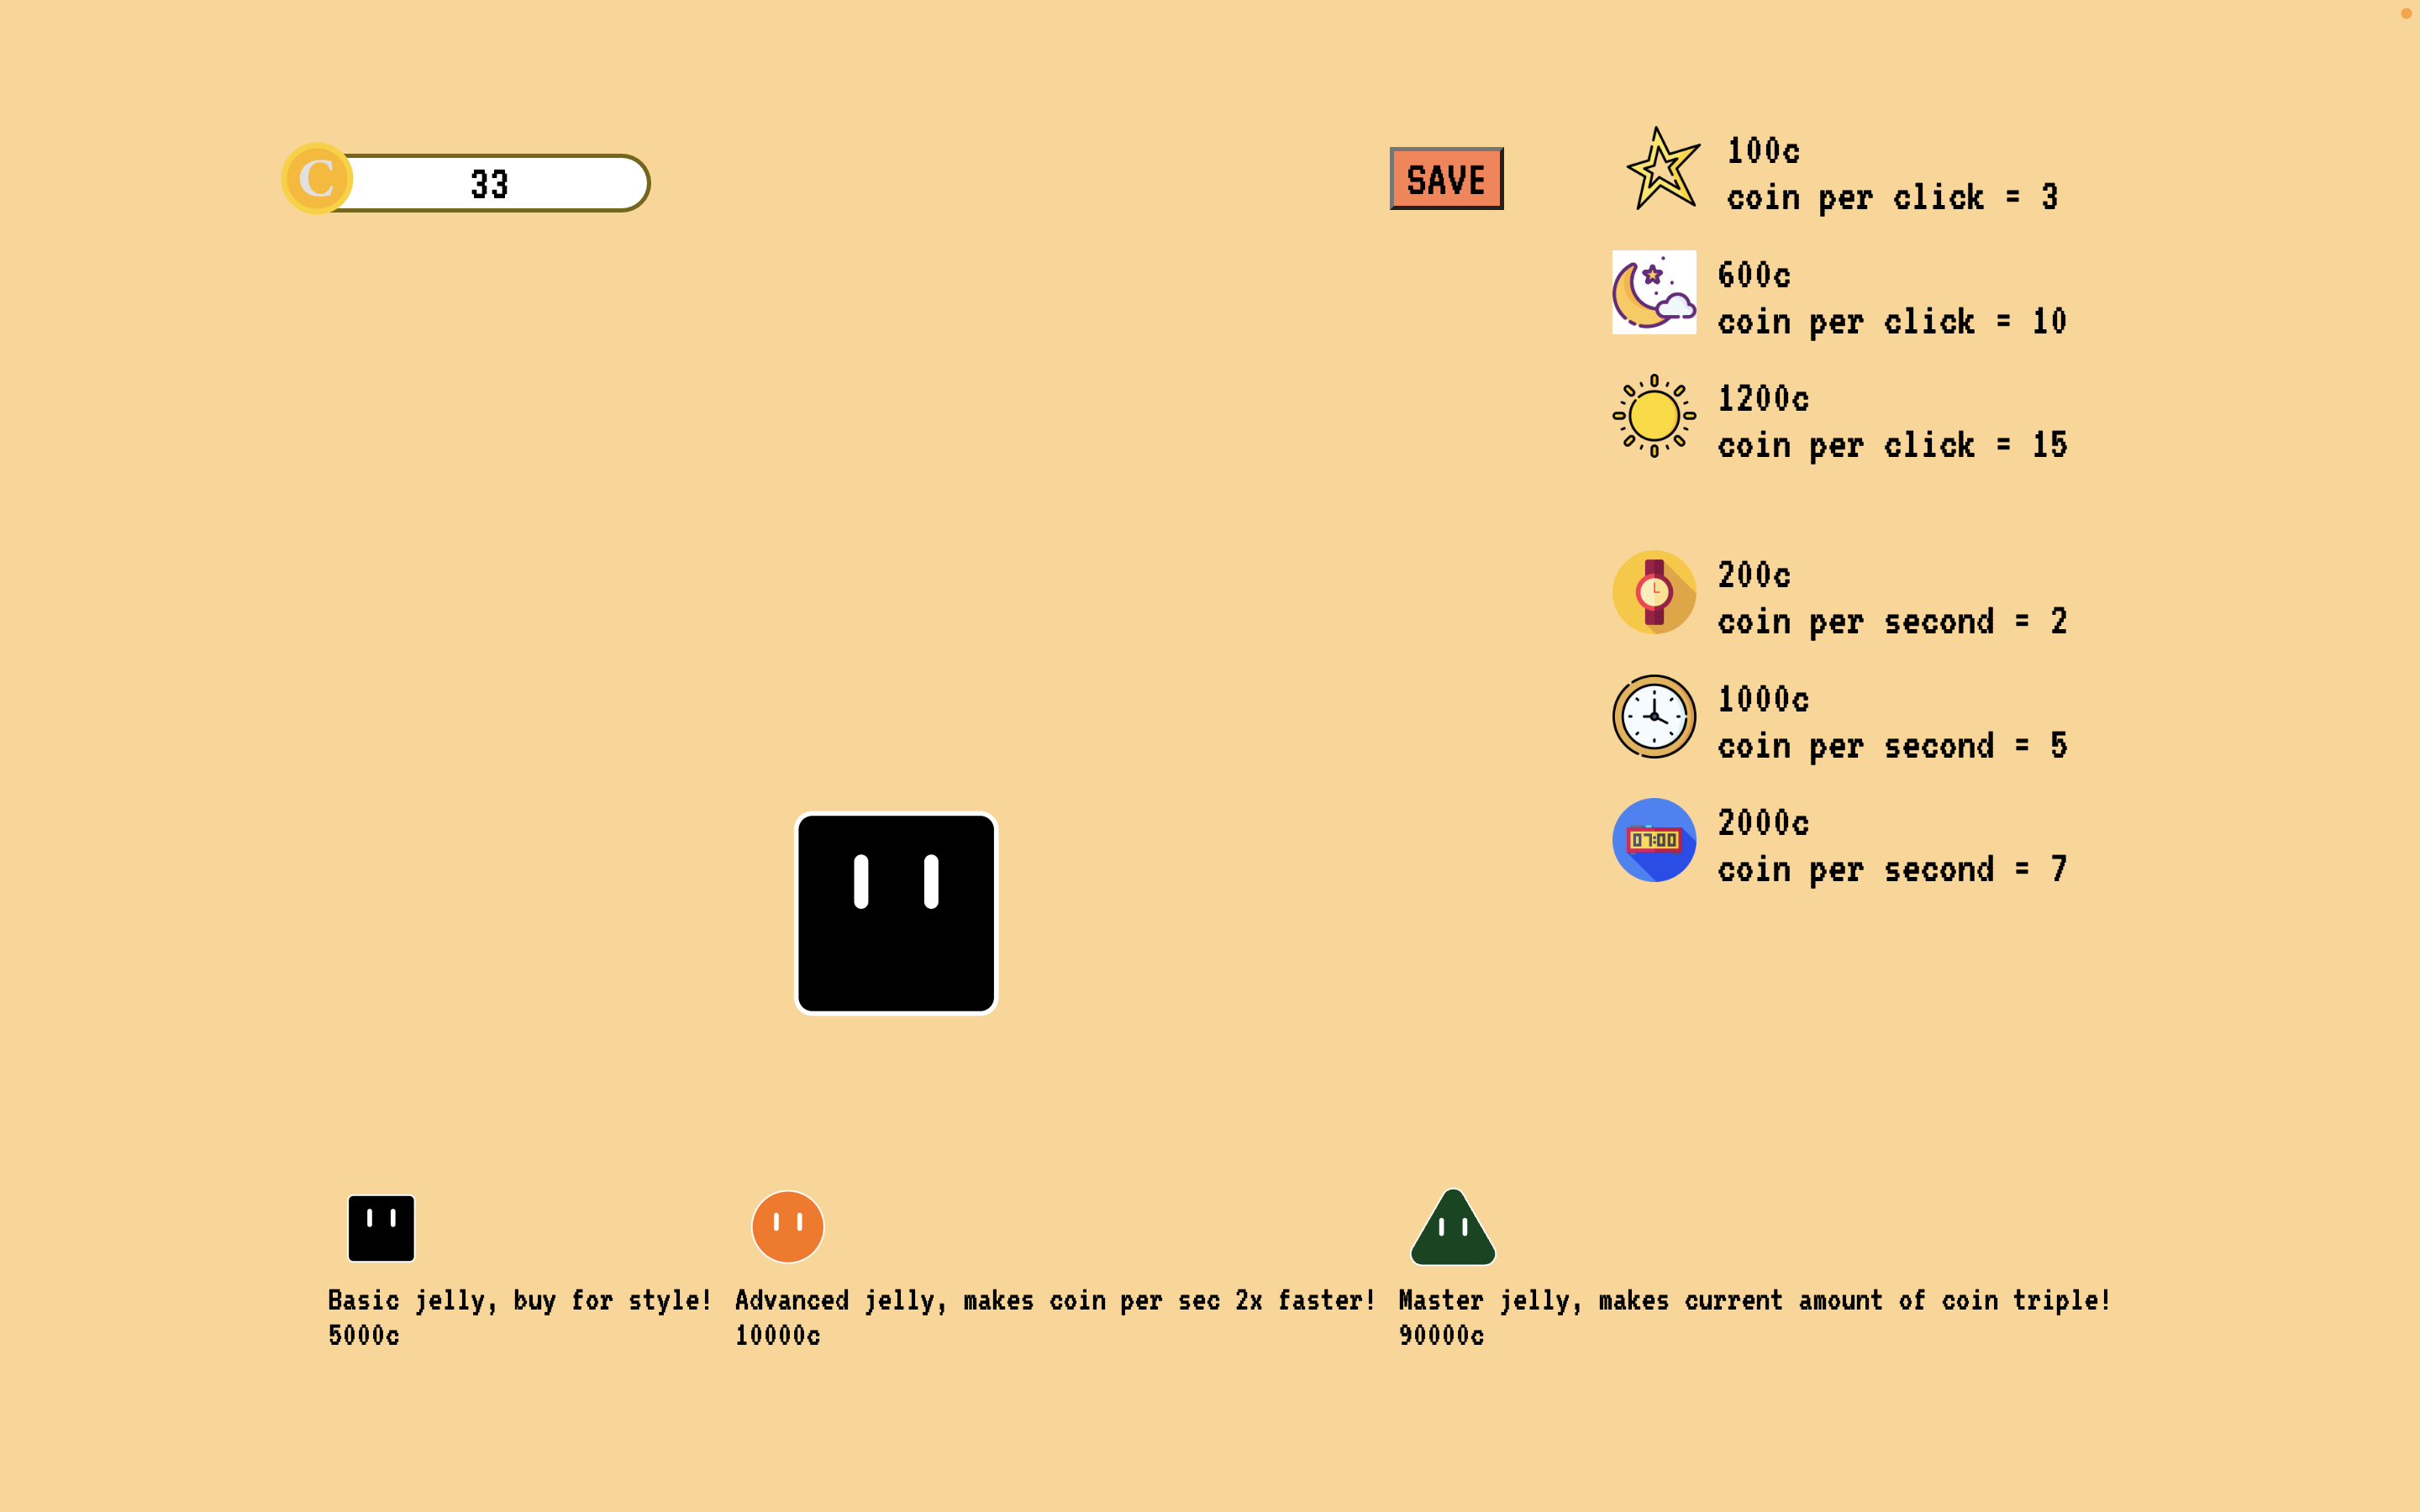 C
33
SAVE
100c
coin per click = 3
600c
coin per click = 10
1200c
coin per click = 15
200c
coin per second = 2
1000c
coin per second = 5
07:00
2000c
coin per second = 7
Basic jelly, buy for style!
5000c
Advanced jelly, makes coin per sec 2x faster!
10000c
Master jelly, makes current amount of coin triple!
90000c